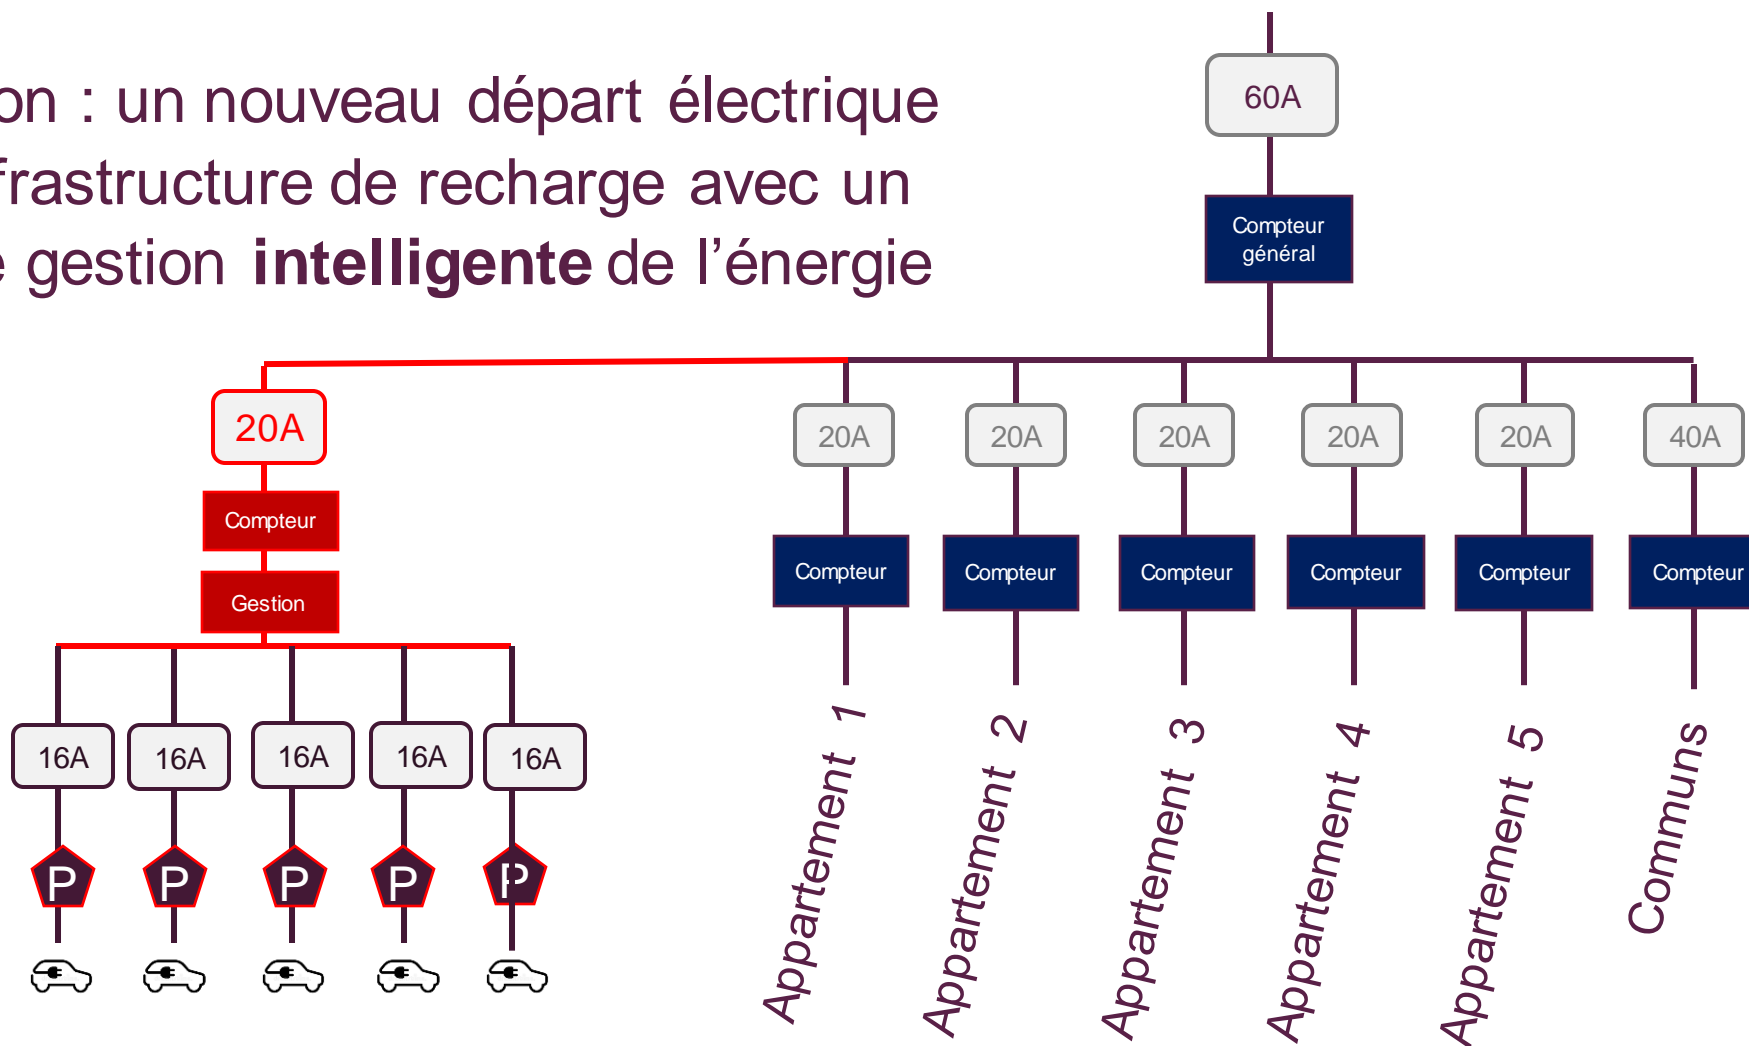 on : un nouveau départ électrique
frastructure de recharge avec un
e gestion intelligente de l’énergie
60A
Compteur
général
20A
20A
20A
20A
20A
20A
40A
Compteur
Gestion
Compteur
Compteur
Compteur
Compteur
Compteur
Compteur
16A
16A
16A
16A
16A
P
P
P
P
P
Appartement 1
Appartement 2
Appartement 3
Appartement 4
Appartement 5
Communs